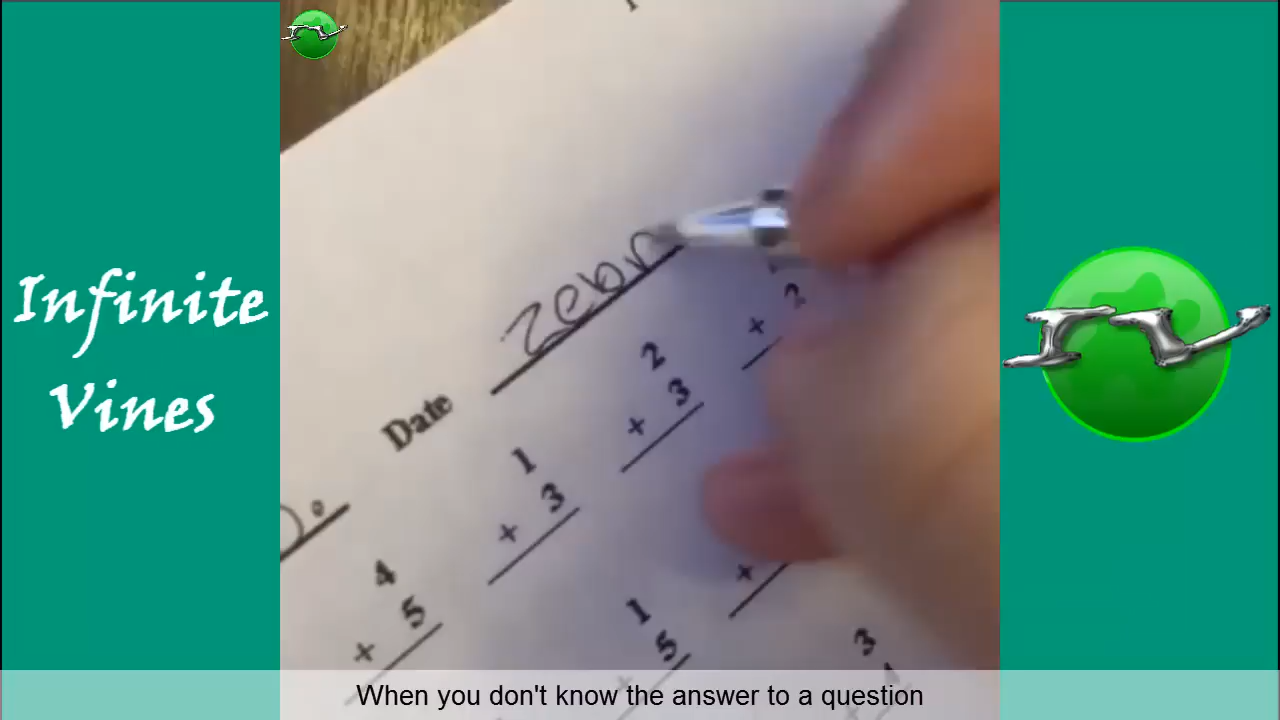 Infinite
Vines
zebr
Date
2
+ 3
+ 2
1
+ 3
4
+ 5
1
+ 5
+
3
When you don't know the answer to a question